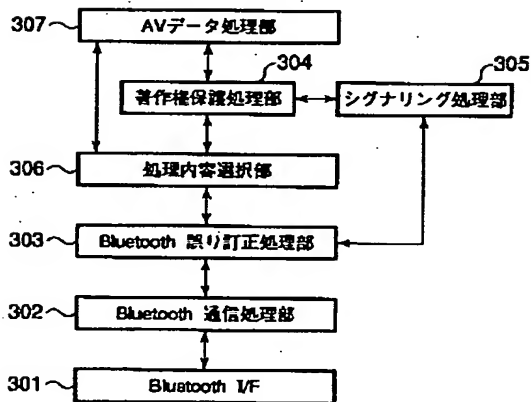 307 AVデータ処理部
304
305
著作権保護処理部
シグナリング処理部
306 処理内容選択部
303 Bluetooth 誤り訂正処理部
302 Bluetooth 通信処理部
301 Bluetooth I/F